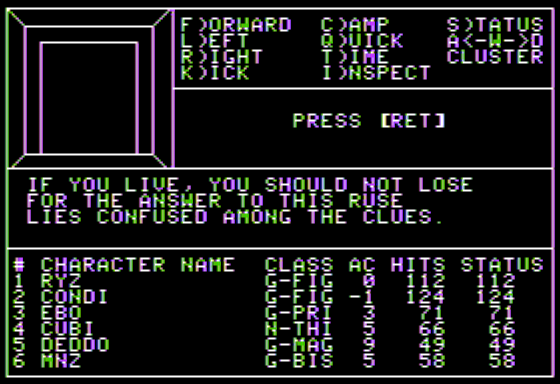 F)ORWARD C)AMP S)TATUS
L)EFT Q)UICK A<-W->D
R)IGHT T)IME CLUSTER
K)ICK I)NSPECT
PRESS [RET]
IF YOU LIVE, YOU SHOULD NOT LOSE
FOR THE ANSWER TO THIS RUSE
LIES CONFUSED AMONG THE CLUES.
# CHARACTER NAME CLASS AC HITS STATUS
1 RYZ G-FIG 0 112 112
2 CONDI G-FIG -1 124 124
3 EBO G-PRI 3 71 71
4 CUBI N-THI 5 66 66
5 DEDDO G-MAG 9 49 49
6 MNZ G-BIS 5 58 58